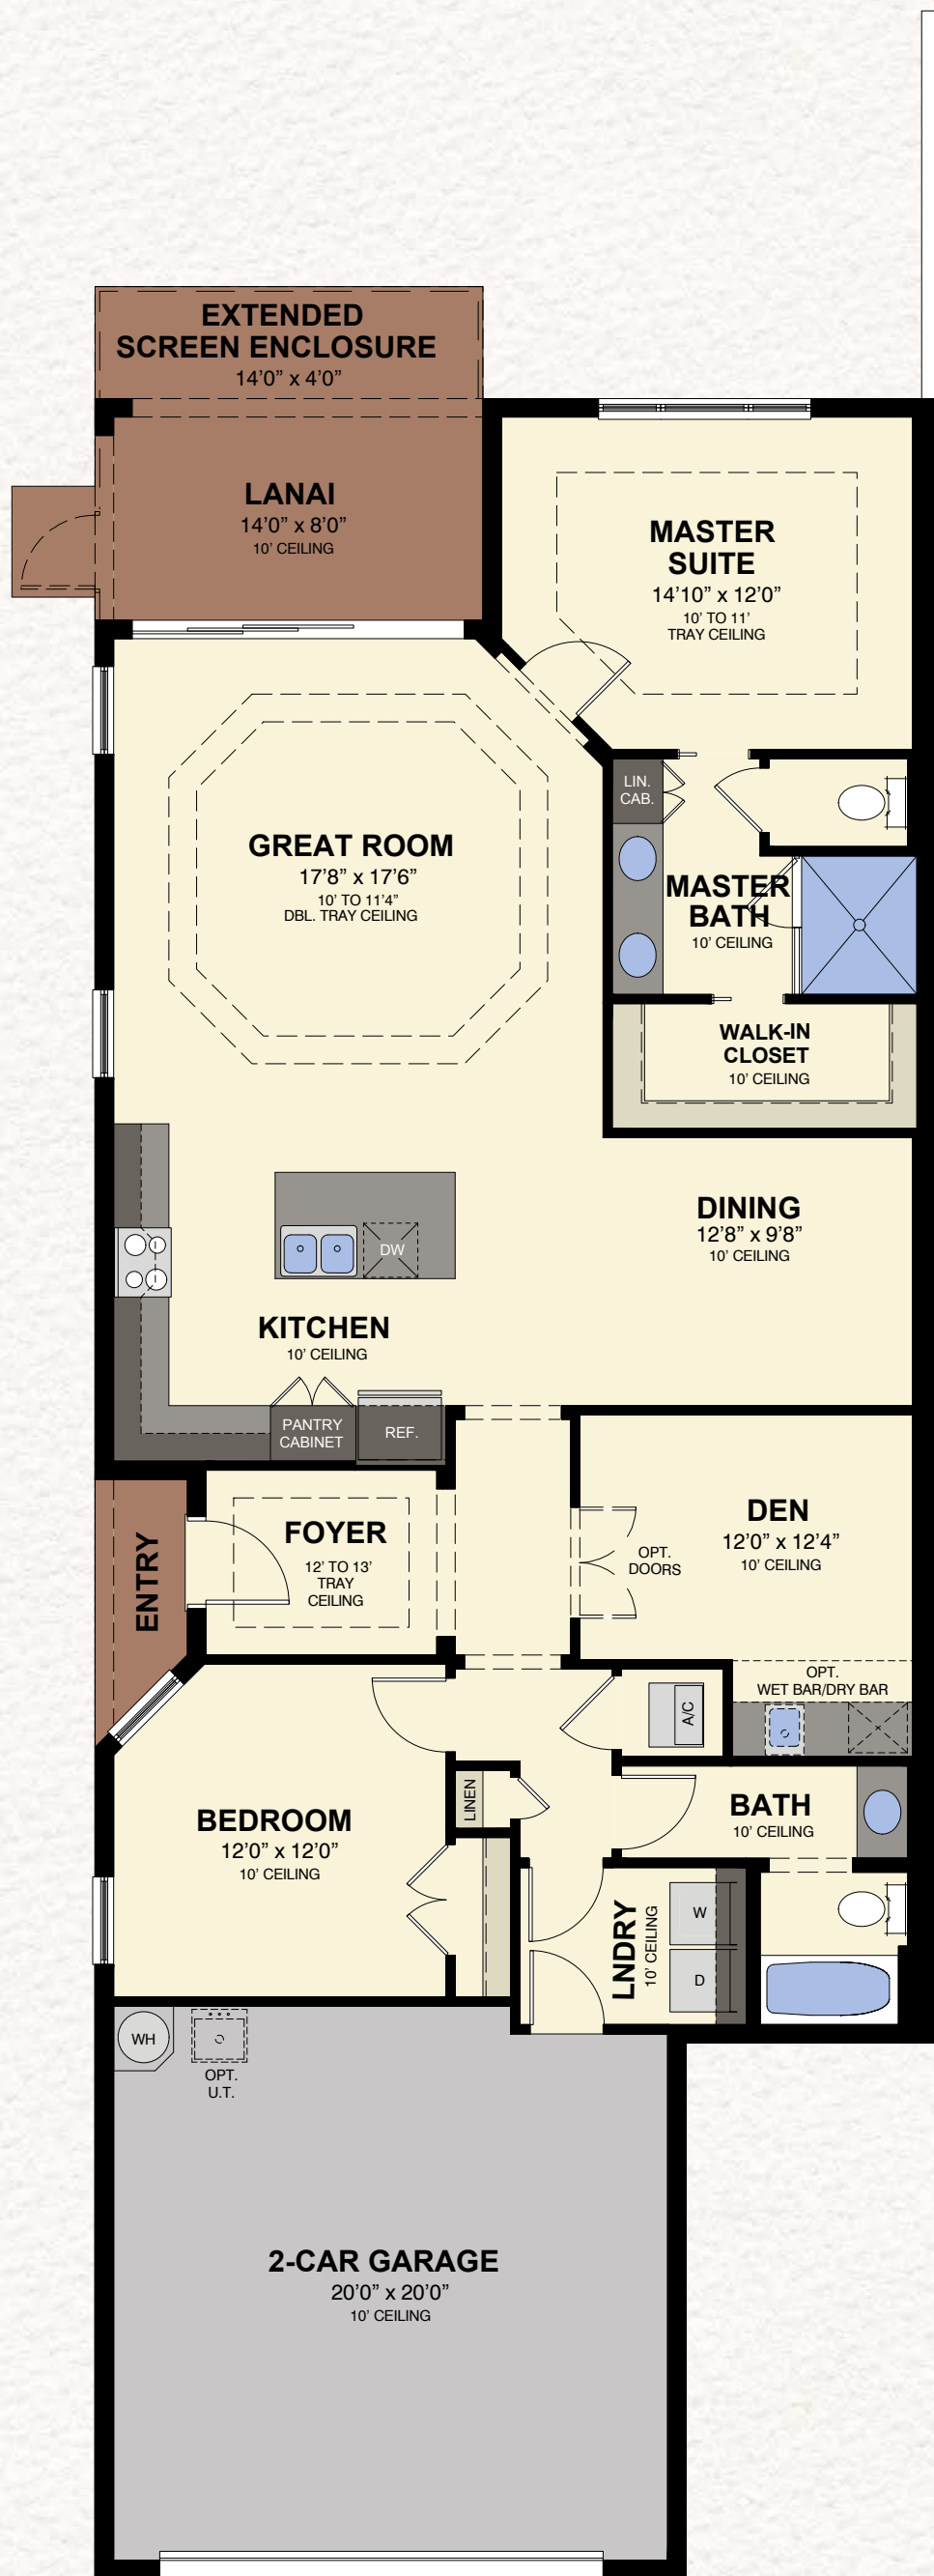 EXTENDED
SCREEN ENCLOSURE
14'0” x 4'0”
LANAI
14'0” x 8'0”
10' CEILING
MASTER
SUITE
14'10” x 12'0”
10' TO 11'
TRAY CEILING
LIN.
CAB.
GREAT ROOM
17'8” x 17'6”
10' TO 11'4”
DBL. TRAY CEILING
MASTER
BATH
10' CEILING
WALK-IN
CLOSET
10' CEILING
DINING
12'8” x 9'8”
10' CEILING
DW
KITCHEN
10' CEILING
PANTRY
CABINET
REF.
ENTRY
FOYER
12' TO 13'
TRAY
CEILING
DEN
12'0” x 12'4”
10' CEILING
OPT.
DOORS
OPT.
WET BAR/DRY BAR
A/C
LINEN
BEDROOM
12'0” x 12'0”
10' CEILING
BATH
10' CEILING
LNDRY
10' CEILING
W
D
WH
OPT.
U.T.
2-CAR GARAGE
20'0” x 20'0”
10' CEILING